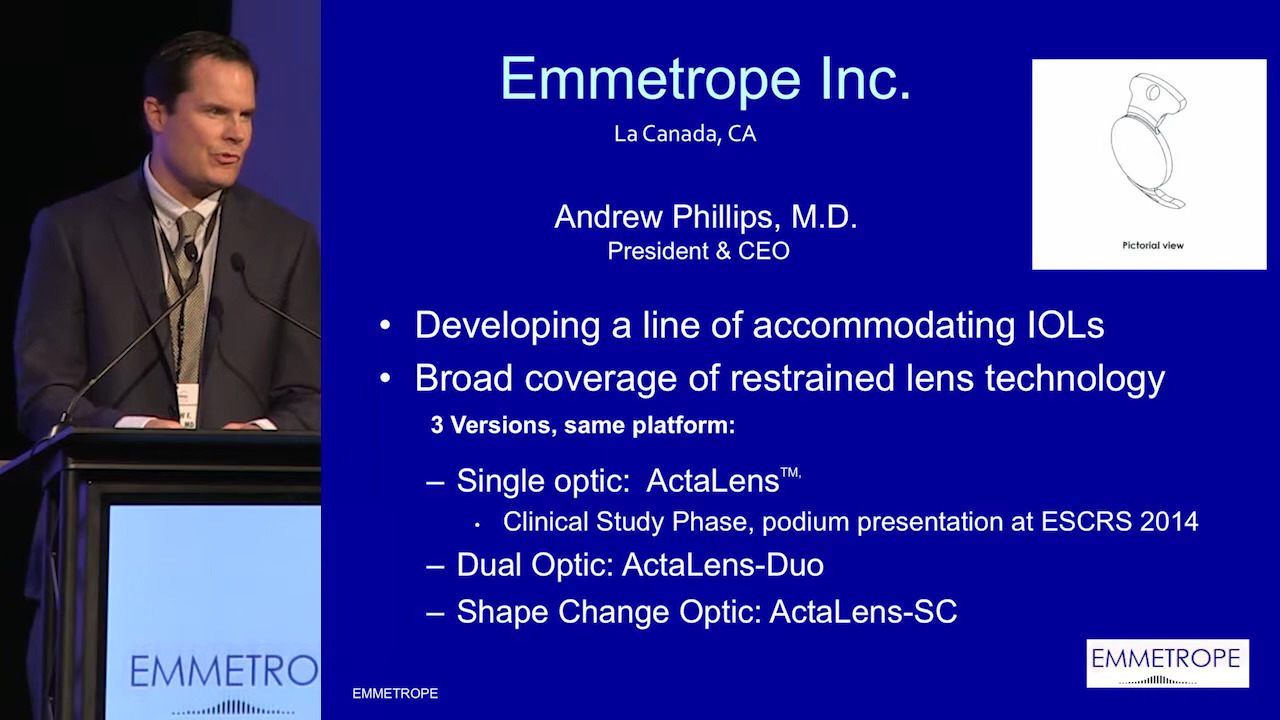 Emmetrope Inc.
La Canada, CA
Andrew Phillips, M.D.
President & CEO
Pictorial view
• Developing a line of accommodating IOLs
• Broad coverage of restrained lens technology
3 Versions, same platform:
– Single optic: ActaLens™,
• Clinical Study Phase, podium presentation at ESCRS 2014
– Dual Optic: ActaLens-Duo
– Shape Change Optic: ActaLens-SC
EMMETROPE
EMMETROPE
EMMETRO
MD